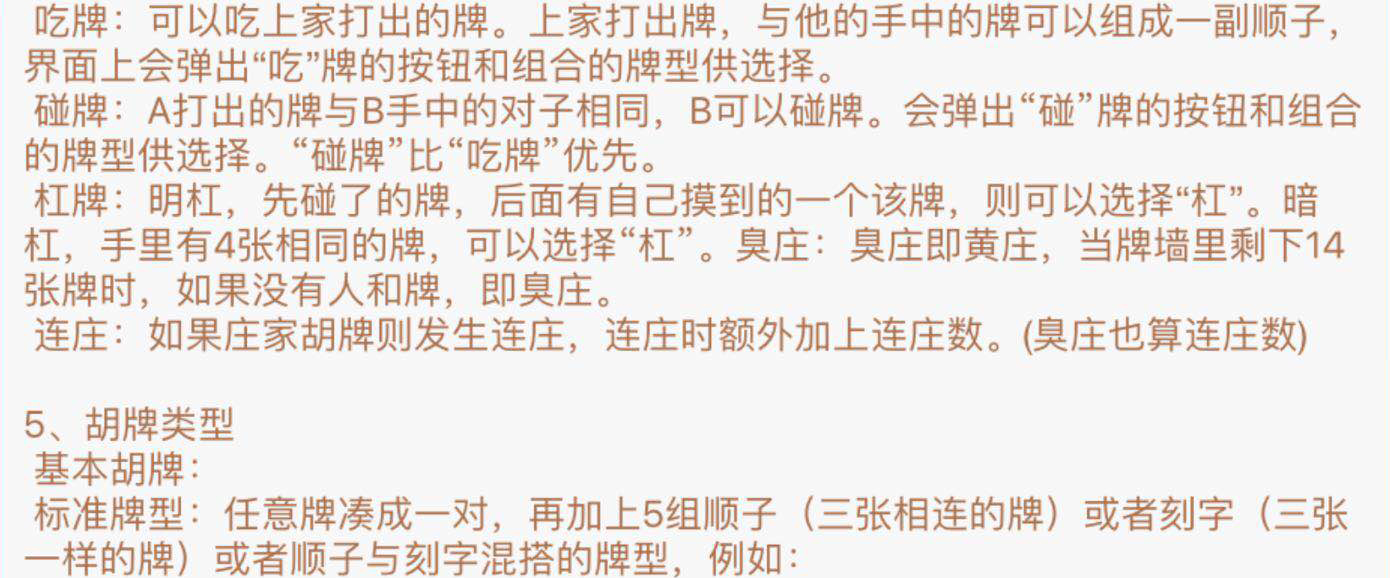 吃牌：可以吃上家打出的牌。上家打出牌，与他的手中的牌可以组成一副顺子，
界面上会弹出“吃”牌的按钮和组合的牌型供选择。
碰牌：A打出的牌与B手中的对子相同，B可以碰牌。会弹出“碰”牌的按钮和组合
的牌型供选择。“碰牌”比“吃牌”优先。
杠牌：明杠，先碰了的牌，后面有自己摸到的一个该牌，则可以选择“杠”。暗
杠，手里有4张相同的牌，可以选择“杠”。臭庄：臭庄即黄庄，当牌墙里剩下14
张牌时，如果没有人和牌，即臭庄。
连庄：如果庄家胡牌则发生连庄，连庄时额外加上连庄数。(臭庄也算连庄数)
5、胡牌类型
基本胡牌：
标准牌型：任意牌凑成一对，再加上5组顺子（三张相连的牌）或者刻字（三张
一样的牌）或者顺子与刻字混搭的牌型，例如：